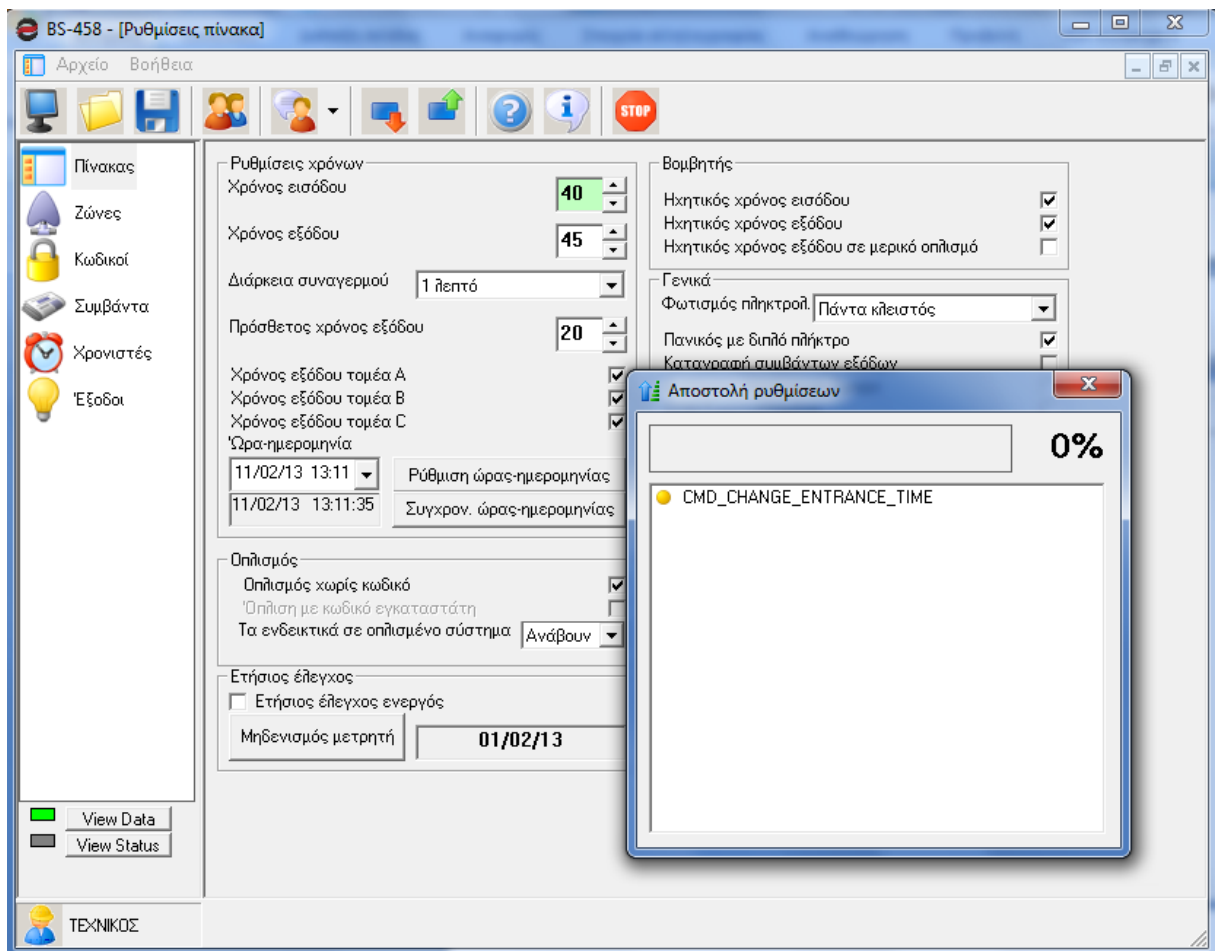 BS-458 - [Ρυθμίσεις πίνακα]
Αρχείο Βοήθεια
STOP
Πίνακας
Ζώνες
Κωδικοί
Συμβάντα
Χρονιστές
Έξοδοι
View Data
View Status
ΤΕΧΝΙΚΟΣ
Ρυθμίσεις χρόνων
Χρόνος εισόδου 40
Χρόνος εξόδου 45
Διάρκεια συναγερμού 1 λεπτό
Πρόσθετος χρόνος εξόδου 20
Χρόνος εξόδου τομέα A
Χρόνος εξόδου τομέα B
Χρόνος εξόδου τομέα C
Ώρα-ημερομηνία
11/02/13 13:11 Ρύθμιση ώρας-ημερομηνίας
11/02/13 13:11:35 Συγχρον. ώρας-ημερομηνίας
Οπλισμός
Οπλισμός χωρίς κωδικό
Όπλιση με κωδικό εγκαταστάτη
Τα ενδεικτικά σε οπλισμένο σύστημα Ανάβουν
Ετήσιος έλεγχος
Ετήσιος έλεγχος ενεργός
Μηδενισμός μετρητή 01/02/13
Βομβητής
Ηχητικός χρόνος εισόδου
Ηχητικός χρόνος εξόδου
Ηχητικός χρόνος εξόδου σε μερικό οπλισμό
Γενικά
Φωτισμός πληκτρολ. Πάντα κλειστός
Πανικός με διπλό πλήκτρο
Καταγραφή συμβάντων εξόδων
Αποστολή ρυθμίσεων
0%
CMD_CHANGE_ENTRANCE_TIME